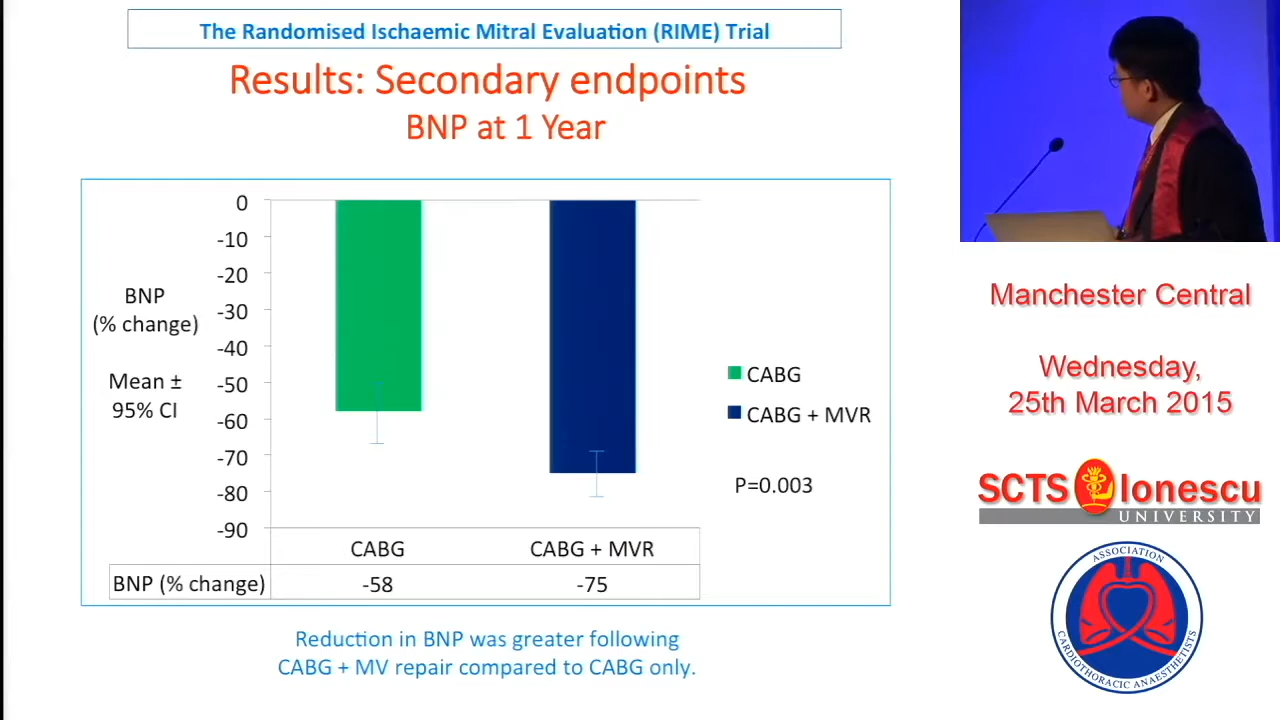 The Randomised Ischaemic Mitral Evaluation (RIME) Trial
Results: Secondary endpoints
BNP at 1 Year
BNP
(% change)
Mean ±
95% CI
0
-10
-20
-30
-40
-50
-60
-70
-80
-90
CABG
CABG + MVR
P=0.003
CABG CABG + MVR
BNP (% change) -58 -75
Reduction in BNP was greater following
CABG + MV repair compared to CABG only.
Manchester Central
Wednesday,
25th March 2015
SCTS Ionescu
UNIVERSITY
ASSOCIATION
CARDIOTHORACIC ANAESTHETISTS